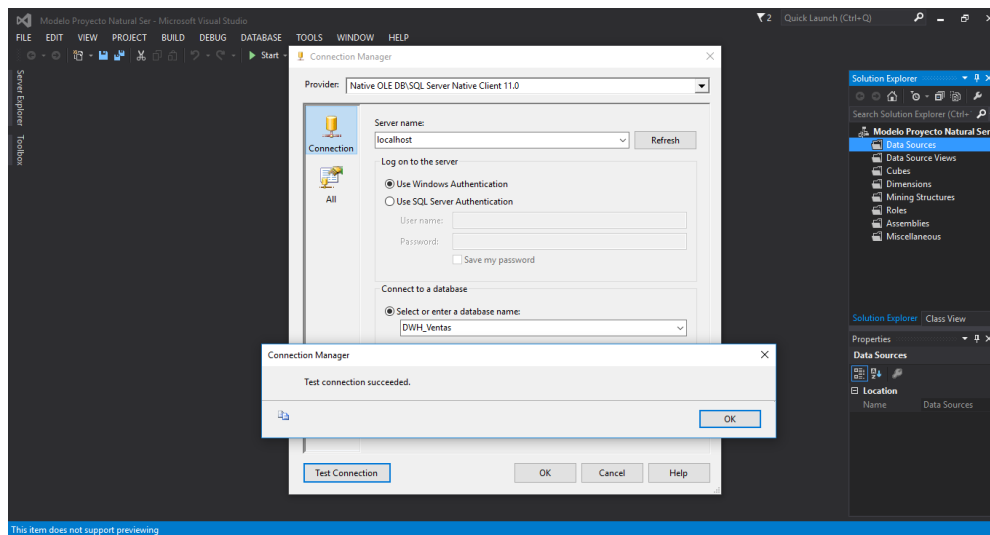 Modelo Proyecto Natural Ser - Microsoft Visual Studio
2
Quick Launch (Ctrl+Q)
FILE EDIT VIEW PROJECT BUILD DEBUG DATABASE TOOLS WINDOW HELP
Start
Server Explorer
Toolbox
Connection Manager
Provider: Native OLE DB\SQL Server Native Client 11.0
Connection
All
Server name:
localhost
Refresh
Log on to the server
Use Windows Authentication
Use SQL Server Authentication
User name:
Password:
Save my password
Connect to a database
Select or enter a database name:
DWH_Ventas
Connection Manager
Test connection succeeded.
OK
Test Connection OK Cancel Help
Solution Explorer
Search Solution Explorer (Ctrl+
Modelo Proyecto Natural Ser
Data Sources
Data Source Views
Cubes
Dimensions
Mining Structures
Roles
Assemblies
Miscellaneous
Solution Explorer Class View
Properties
Data Sources
Location
Name Data Sources
This item does not support previewing